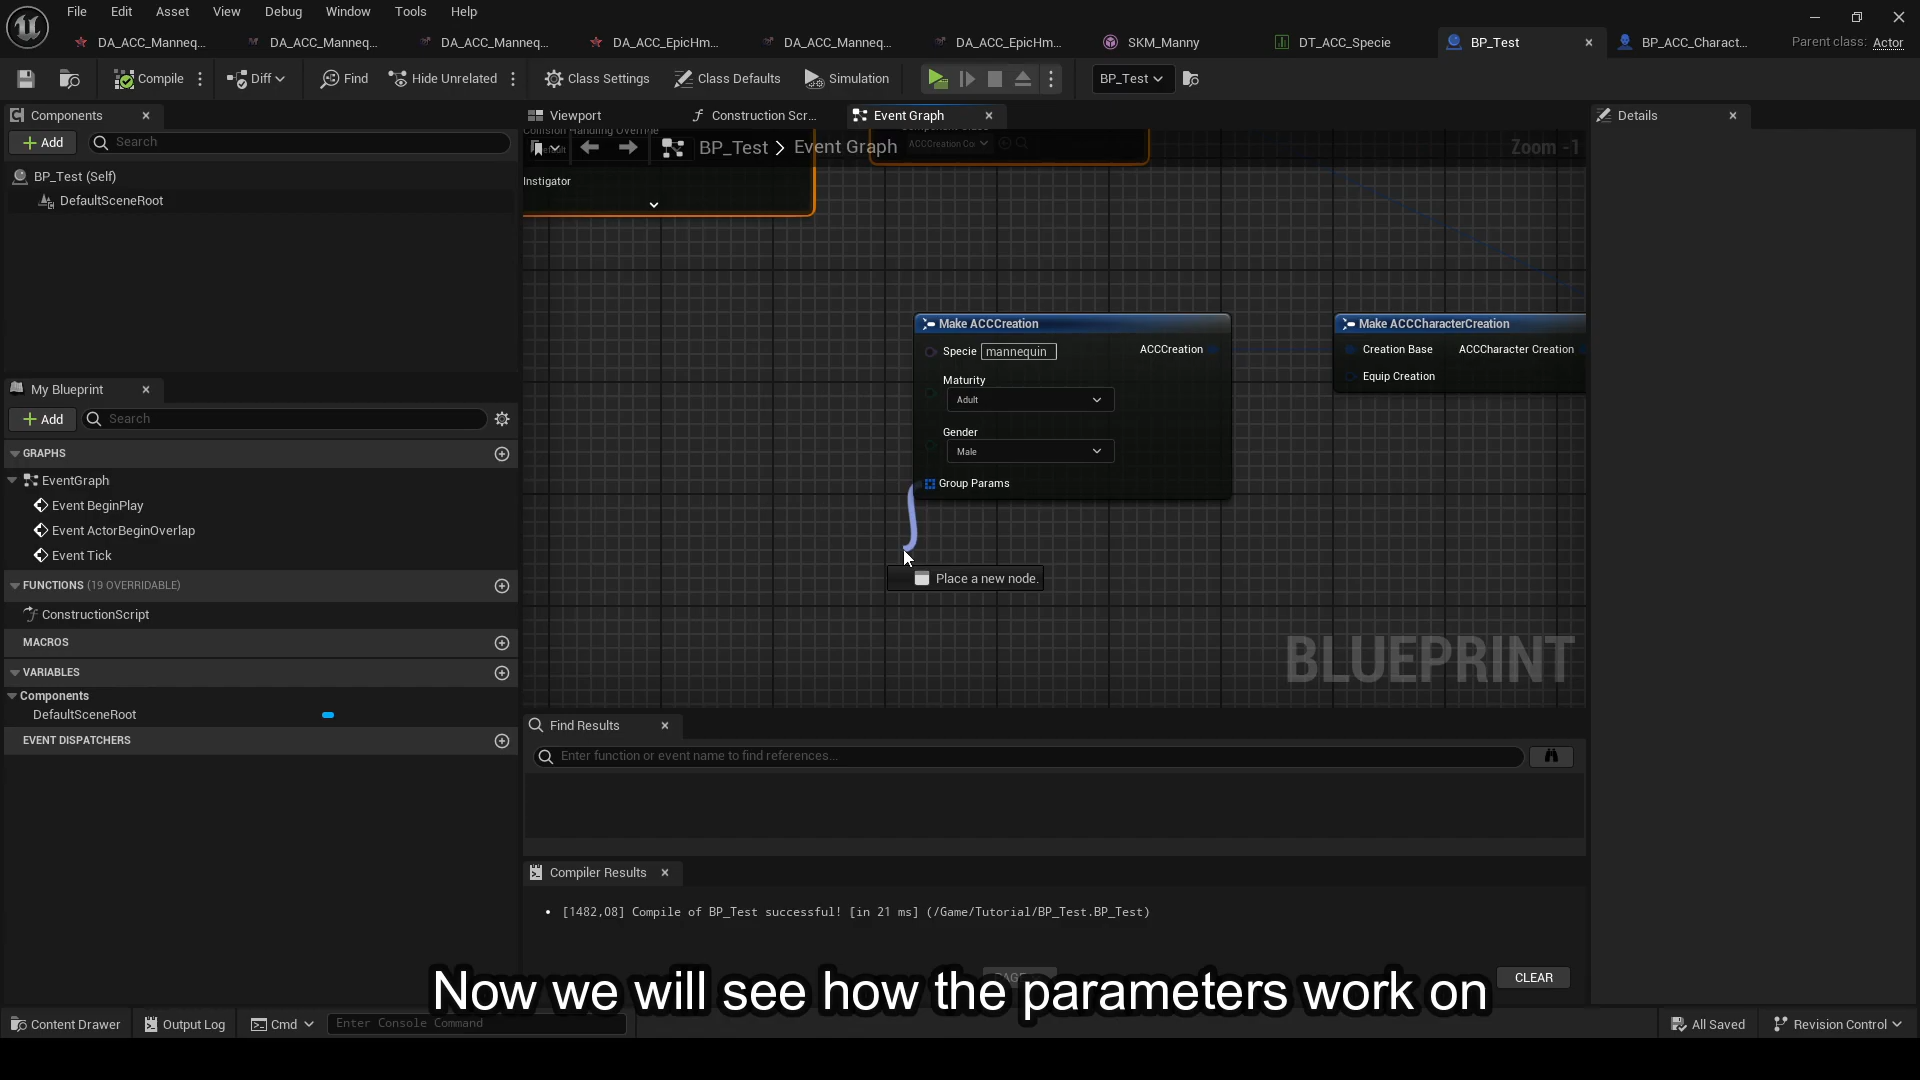 File Edit Asset View Debug Window Tools Help
DA_ACC_Manneq... DA_ACC_Manneq... DA_ACC_Manneq... DA_ACC_EpicHm... DA_ACC_Manneq... DA_ACC_EpicHm... SKM_Manny DT_ACC_Specie BP_Test BP_ACC_Charact... Parent class: Actor
Compile Diff Find Hide Unrelated Class Settings Class Defaults Simulation BP_Test
Components
Add Search
BP_Test (Self)
DefaultSceneRoot
My Blueprint
Add Search
GRAPHS
EventGraph
Event BeginPlay
Event ActorBeginOverlap
Event Tick
FUNCTIONS (19 OVERRIDABLE)
ConstructionScript
MACROS
VARIABLES
Components
DefaultSceneRoot
EVENT DISPATCHERS
Viewport Construction Scr... Event Graph
Collision Handling Override
BP_Test > Event Graph
ACCCreation Co
Zoom -1
Instigator
Make ACCCreation
Specie mannequin ACCCreation
Maturity
Adult
Gender
Male
Group Params
Make ACCCharacterCreation
Creation Base ACCCharacter Creation
Equip Creation
Place a new node.
BLUEPRINT
Find Results
Enter function or event name to find references...
Compiler Results
[1482,08] Compile of BP_Test successful! [in 21 ms] (/Game/Tutorial/BP_Test.BP_Test)
CLEAR
Now we will see how the parameters work on
Content Drawer Output Log Cmd Enter Console Command All Saved Revision Control
Details